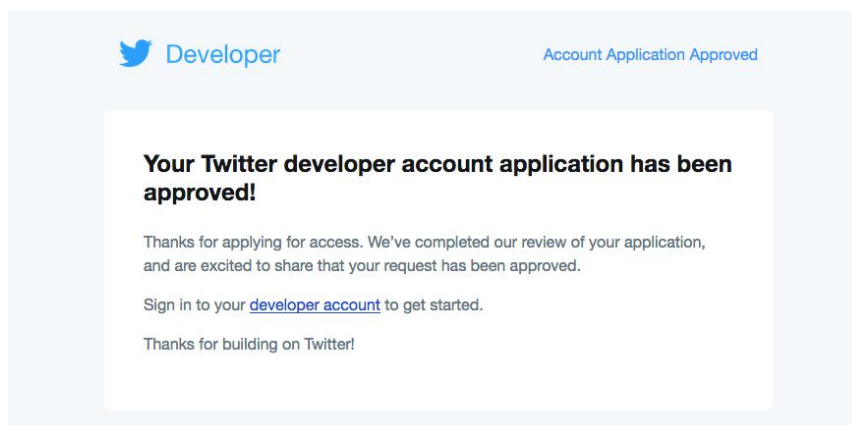 Developer
Account Application Approved
Your Twitter developer account application has been
approved!
Thanks for applying for access. We've completed our review of your application,
and are excited to share that your request has been approved.
Sign in to your developer account to get started.
Thanks for building on Twitter!